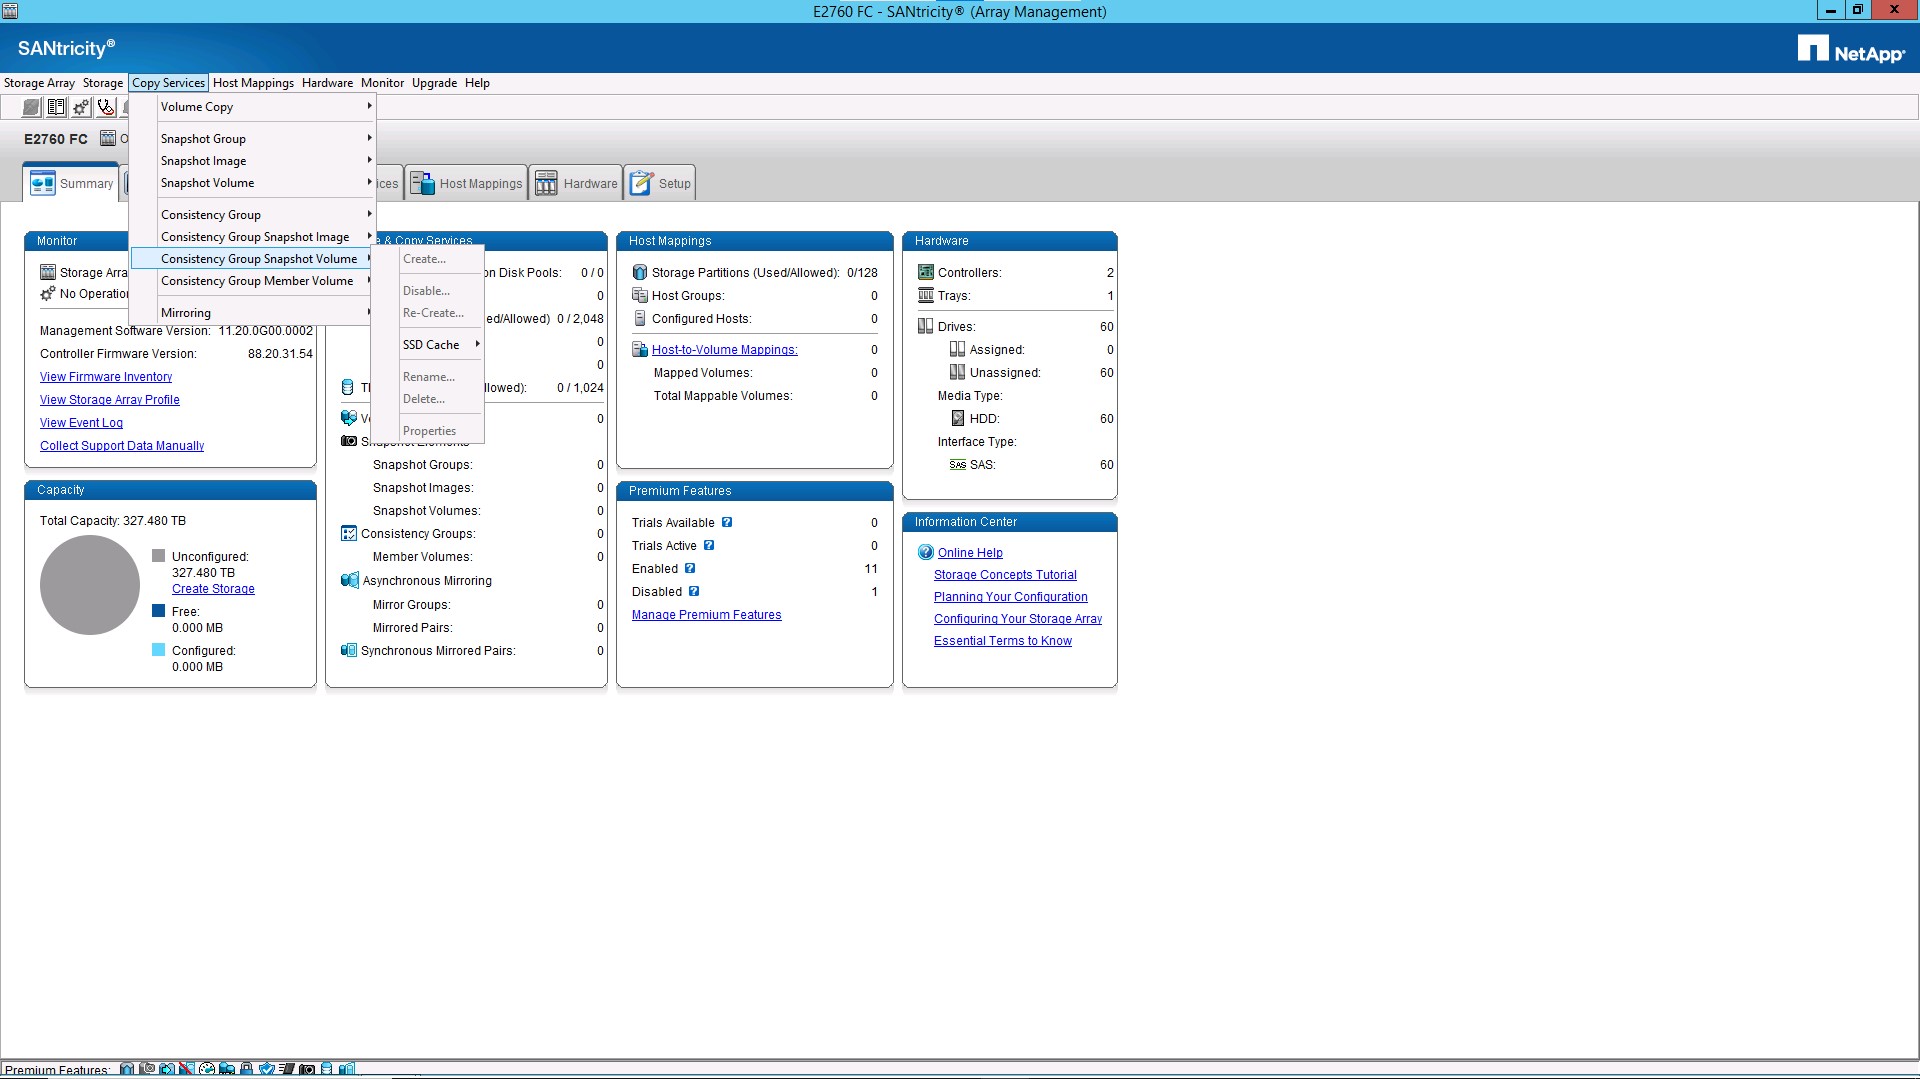 E2760 FC - SANtricity® (Array Management)
SANtricity®
NetApp
Storage Array Storage Copy Services Host Mappings Hardware Monitor Upgrade Help
E2760 FC O
Volume Copy
Snapshot Group
Snapshot Image
Snapshot Volume
Consistency Group
Consistency Group Snapshot Image
Consistency Group Snapshot Volume
Consistency Group Member Volume
Mirroring
Create...
Disable...
Re-Create...
SSD Cache
Rename...
Delete...
Properties
Summary
ices
Host Mappings
Hardware
Setup
Monitor
Storage Arra
No Operation
Management Software Version: 11.20.0G00.0002
Controller Firmware Version: 88.20.31.54
View Firmware Inventory
View Storage Array Profile
View Event Log
Collect Support Data Manually
Capacity
Total Capacity: 327.480 TB
Unconfigured:
327.480 TB
Create Storage
Free:
0.000 MB
Configured:
0.000 MB
e & Copy Services
on Disk Pools: 0 / 0
0
ed/Allowed) 0 / 2,048
0
0
llowed): 0 / 1,024
0
Snapshot Elements
Snapshot Groups: 0
Snapshot Images: 0
Snapshot Volumes: 0
Consistency Groups: 0
Member Volumes: 0
Asynchronous Mirroring
Mirror Groups: 0
Mirrored Pairs: 0
Synchronous Mirrored Pairs: 0
Host Mappings
Storage Partitions (Used/Allowed): 0/128
Host Groups: 0
Configured Hosts: 0
Host-to-Volume Mappings: 0
Mapped Volumes: 0
Total Mappable Volumes: 0
Premium Features
Trials Available 0
Trials Active 0
Enabled 11
Disabled 1
Manage Premium Features
Hardware
Controllers: 2
Trays: 1
Drives: 60
Assigned: 0
Unassigned: 60
Media Type:
HDD: 60
Interface Type:
SAS SAS: 60
Information Center
Online Help
Storage Concepts Tutorial
Planning Your Configuration
Configuring Your Storage Array
Essential Terms to Know
Premium Features: